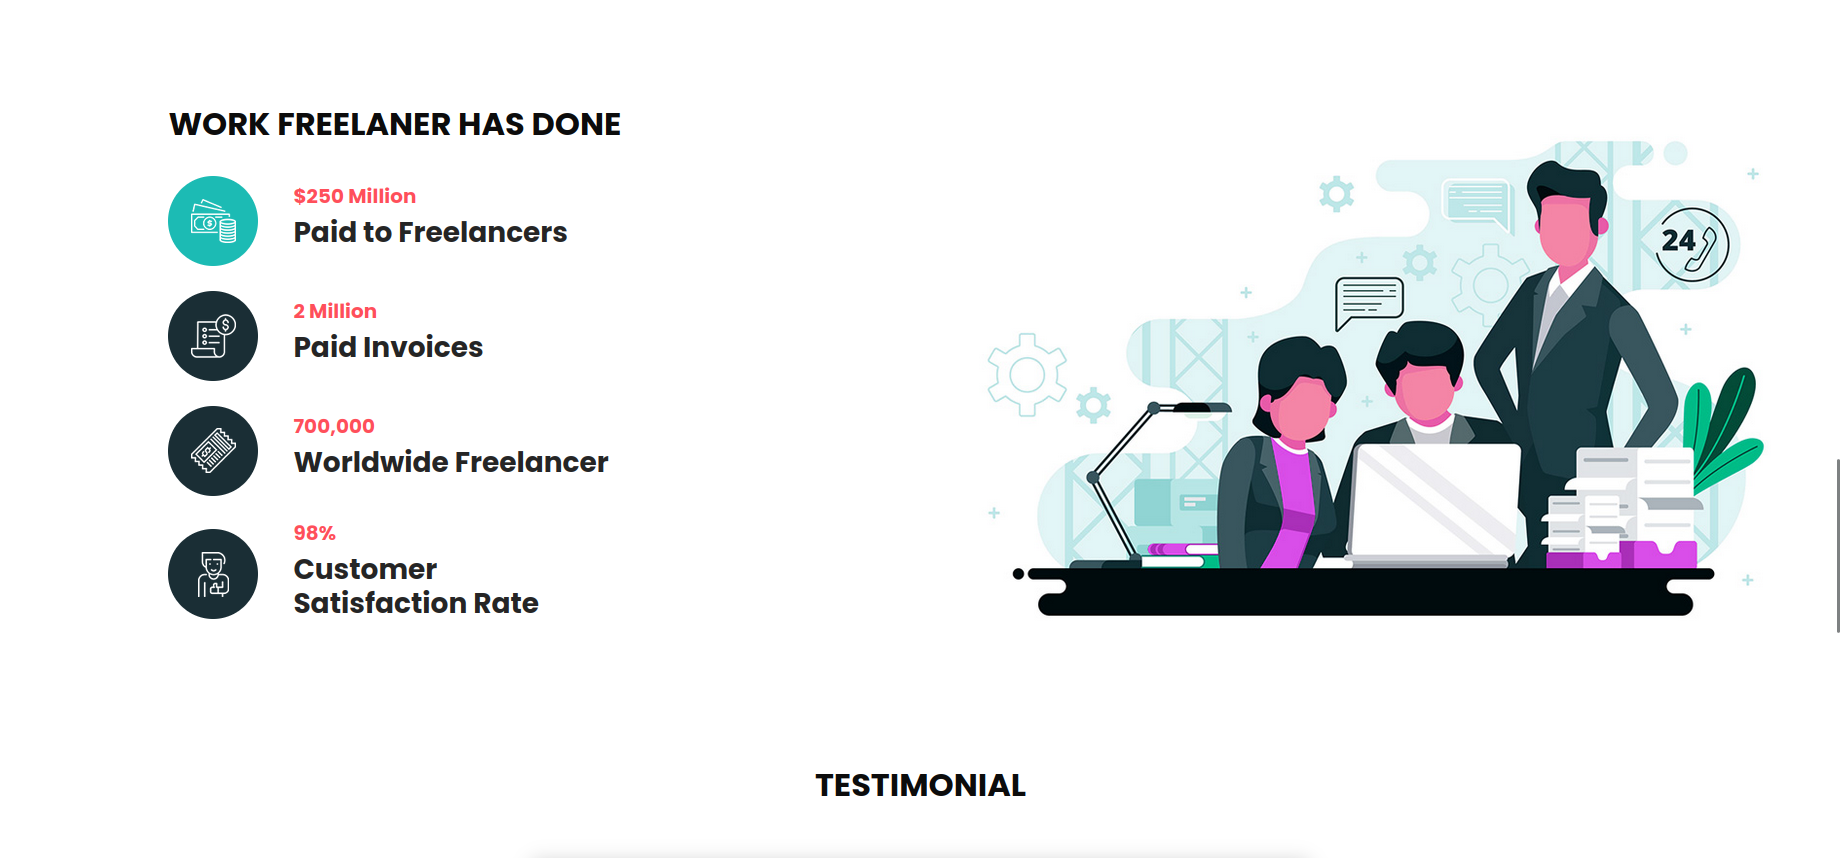 WORK FREELANER HAS DONE
$250 Million
Paid to Freelancers
2 Million
Paid Invoices
700,000
Worldwide Freelancer
98%
Customer
Satisfaction Rate
24
TESTIMONIAL